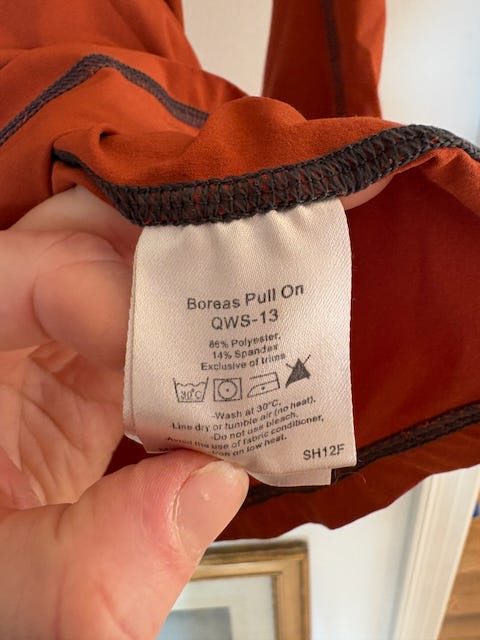 Boreas Pull On
QWS-13
86% Polyester,
14% Spandex
Exclusive of trims
30°C
-Wash at 30°C,
-Line dry or tumble air (no heat).
-Do not use bleach.
-Avoid the use of fabric conditioner,
iron on low heat.
SH12F